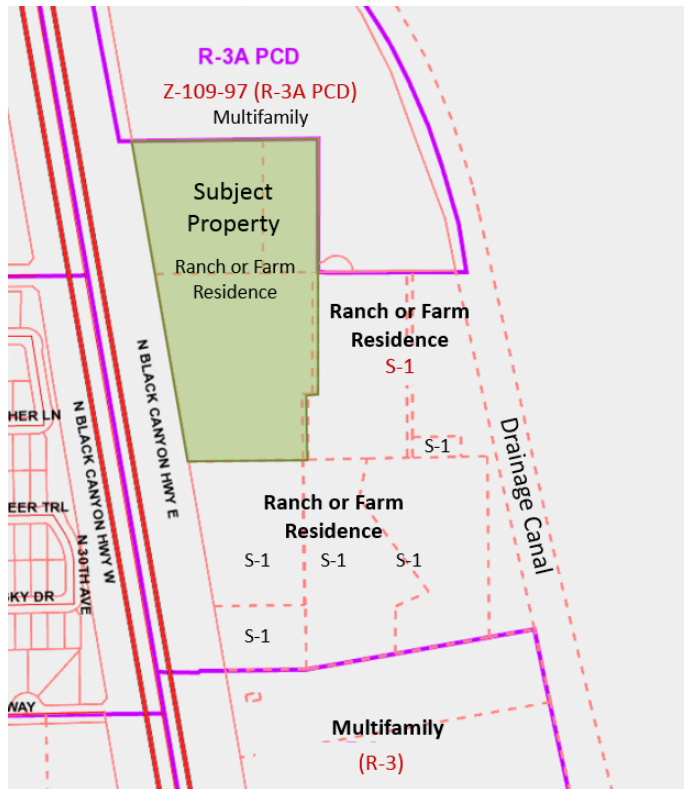 R-3A PCD
Z-109-97 (R-3A PCD)
Multifamily
Subject
Property
Ranch or Farm
Residence
Ranch or Farm
Residence
S-1
N BLACK CANYON HWY E
N BLACK CANYON HWY W
HER LN
S-1
Drainage Canal
Ranch or Farm
Residence
EER TRL
N 30TH AVE
S-1 S-1 S-1
KY DR
S-1
WAY
Multifamily
(R-3)